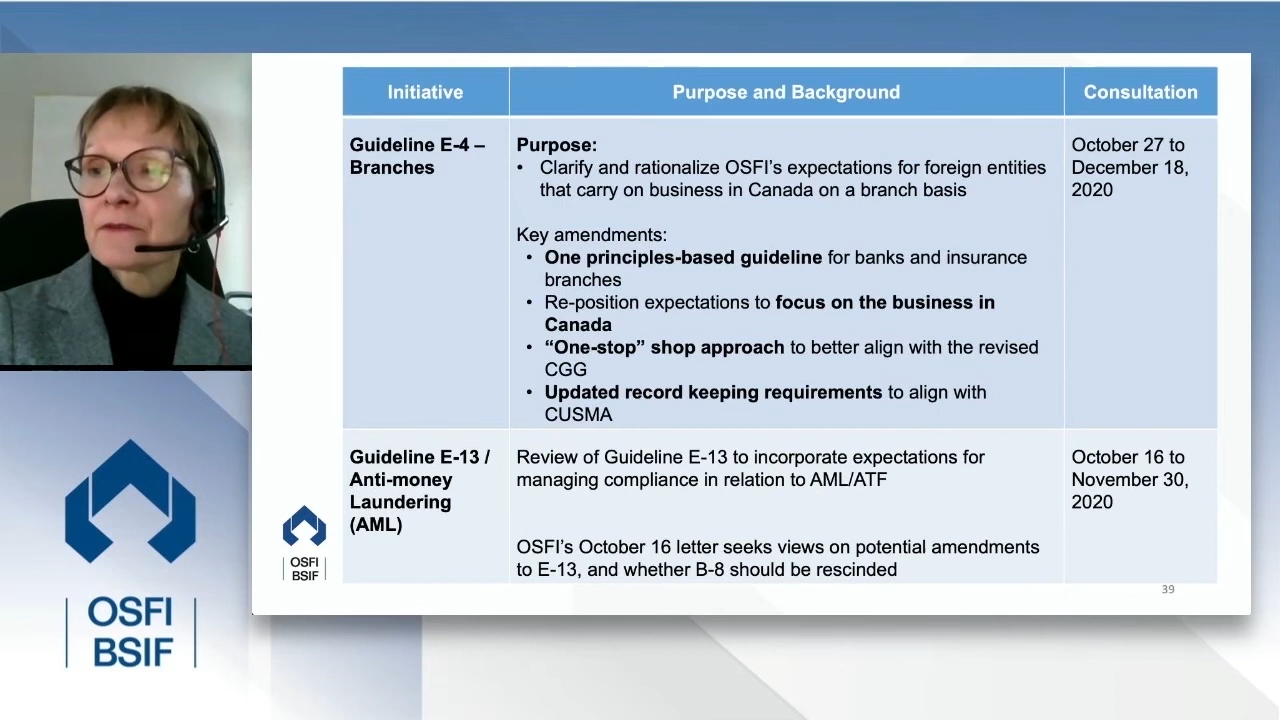 Initiative
Purpose and Background
Consultation
Guideline E-4 –
Branches
Purpose:
• Clarify and rationalize OSFI’s expectations for foreign entities
that carry on business in Canada on a branch basis
Key amendments:
• One principles-based guideline for banks and insurance
branches
• Re-position expectations to focus on the business in
Canada
• “One-stop” shop approach to better align with the revised
CGG
• Updated record keeping requirements to align with
CUSMA
October 27 to
December 18,
2020
Guideline E-13 /
Anti-money
Laundering
(AML)
Review of Guideline E-13 to incorporate expectations for
managing compliance in relation to AML/ATF
OSFI’s October 16 letter seeks views on potential amendments
to E-13, and whether B-8 should be rescinded
October 16 to
November 30,
2020
OSFI
BSIF
39
OSFI
BSIF